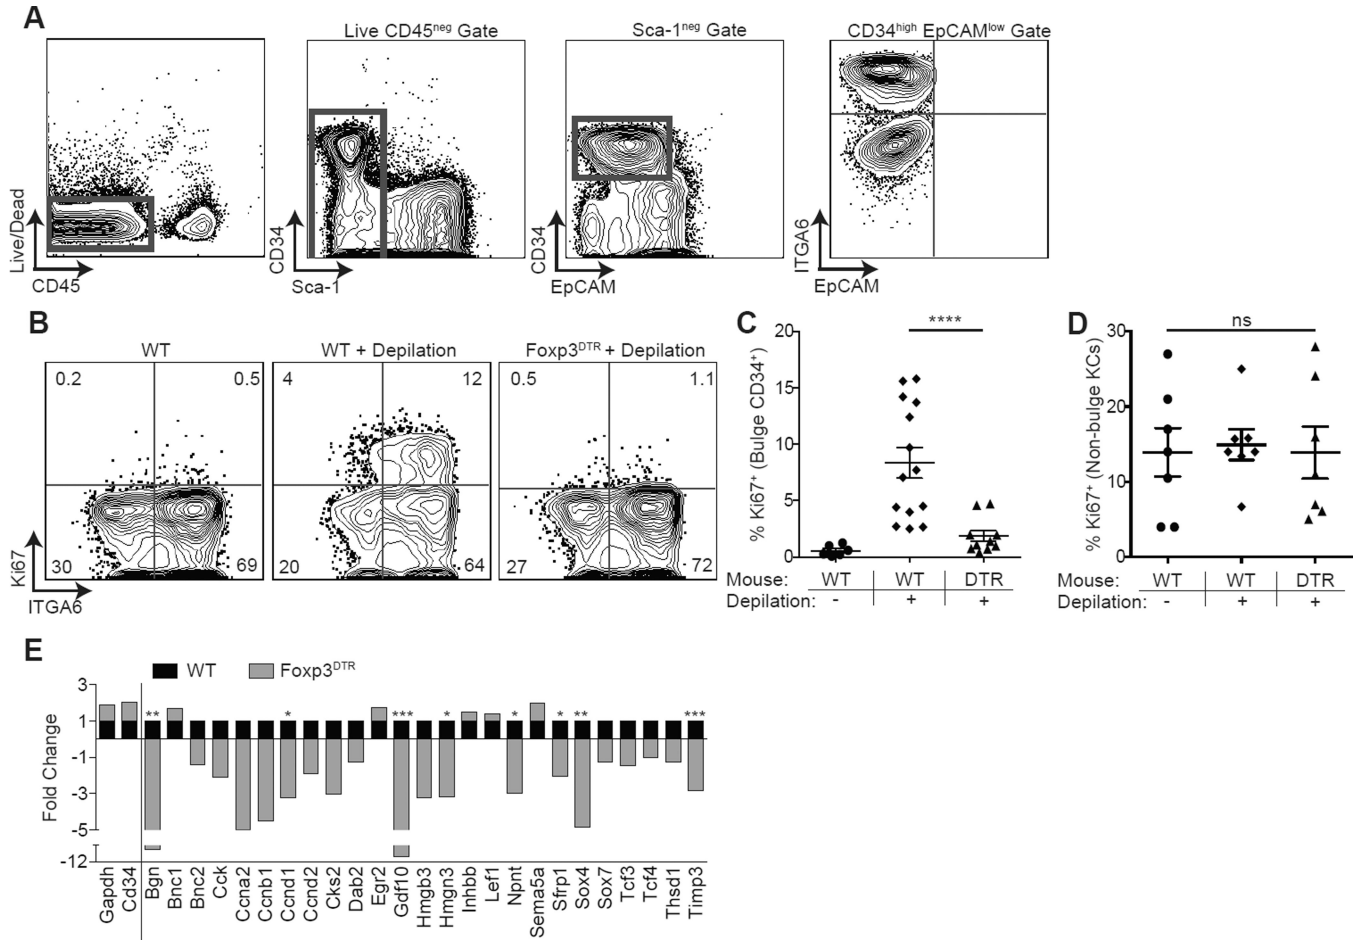 A
Live CD45neg Gate
Sca-1neg Gate
CD34high EpCAMlow Gate
Live/Dead
CD45
CD34
Sca-1
CD34
EpCAM
ITGA6
EpCAM
B
WT
WT + Depilation
Foxp3DTR + Depilation
0.2
0.5
30
69
4
12
20
64
0.5
1.1
27
72
Ki67
ITGA6
C
% Ki67+ (Bulge CD34+)
20
15
10
5
0
****
Mouse: WT WT DTR
Depilation: - + +
D
% Ki67+ (Non-bulge KCs)
30
20
10
0
ns
Mouse: WT WT DTR
Depilation: - + +
E
WT
Foxp3DTR
Fold Change
3
1
-1
-3
-5
-12
** * *** * * * ** ***
Gapdh
Cd34
Bgn
Bnc1
Bnc2
Cck
Ccna2
Ccnb1
Ccnd1
Ccnd2
Cks2
Dab2
Egr2
Gdf10
Hmgb3
Hmgn3
Inhbb
Lef1
Npnt
Sema5a
Sfrp1
Sox4
Sox7
Tcf3
Tcf4
Thsd1
Timp3